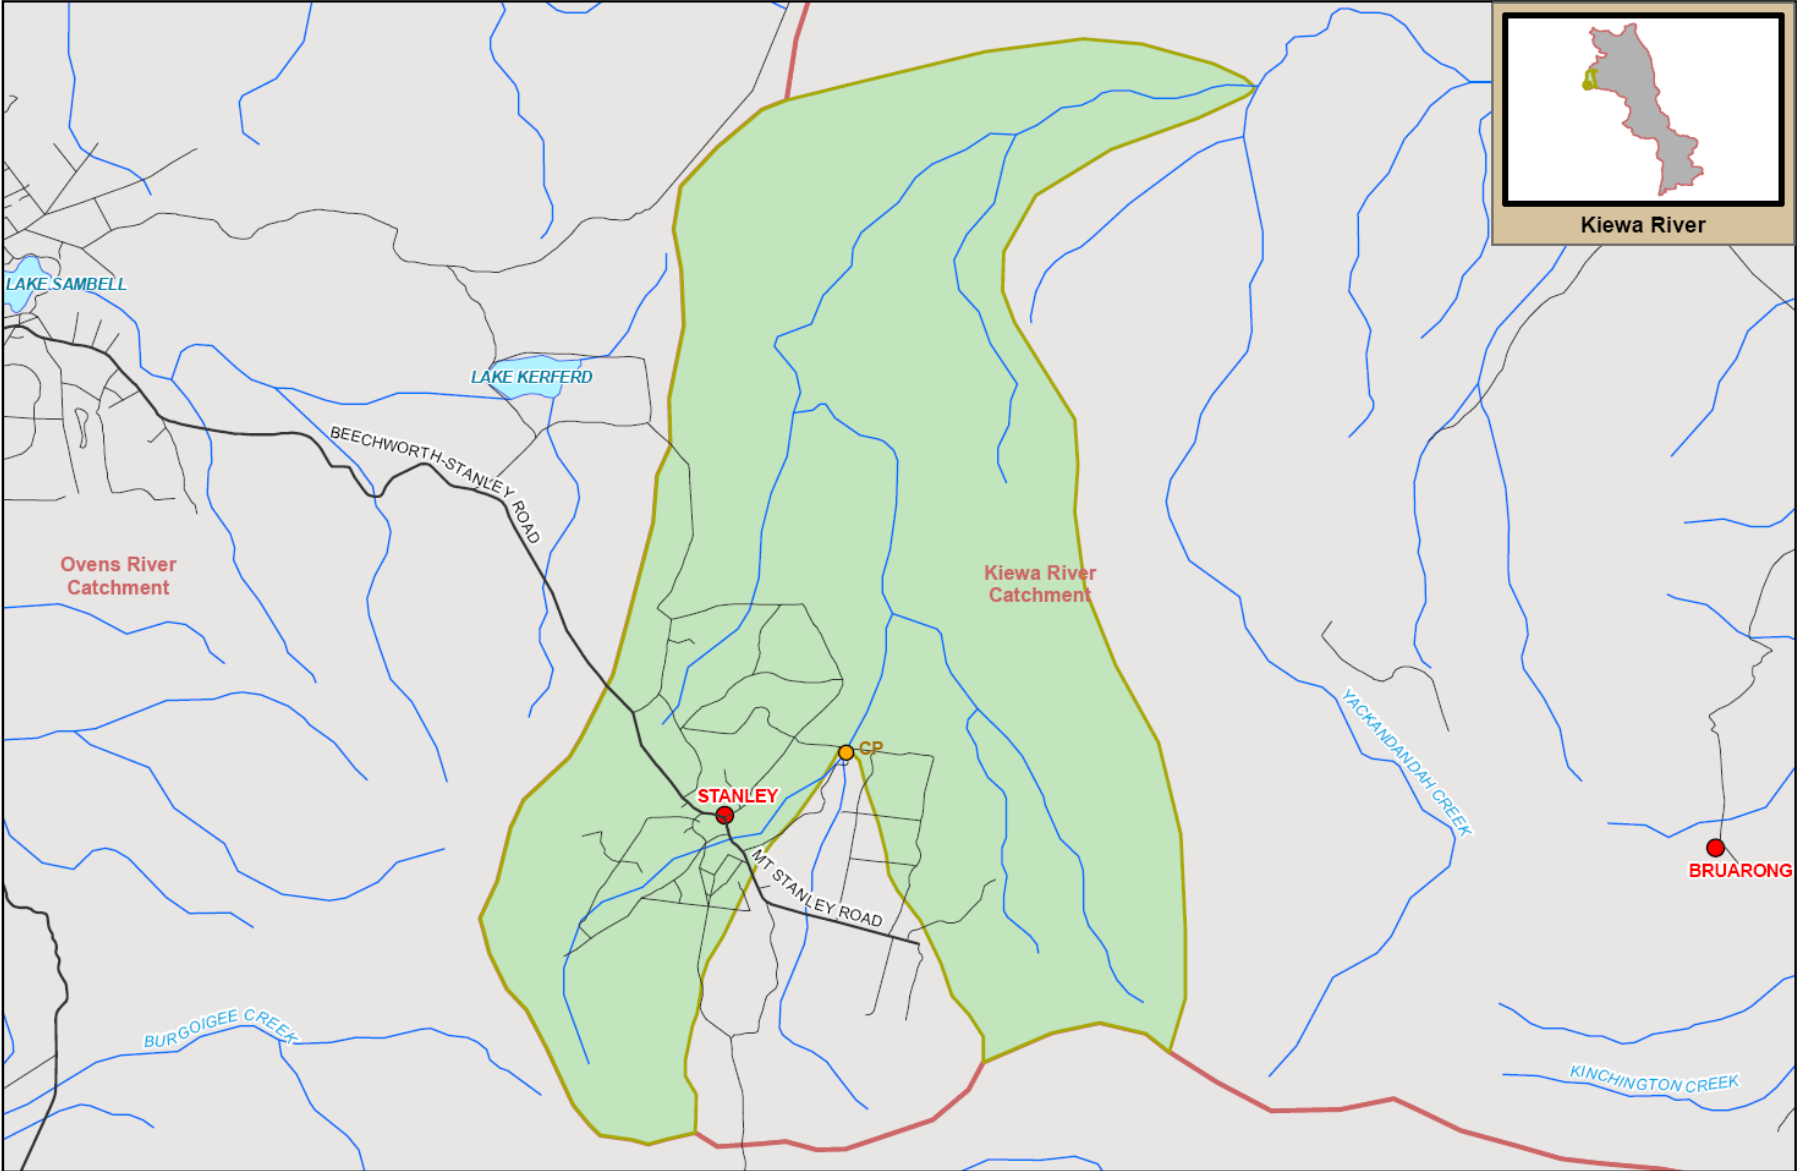 Kiewa River
LAKE SAMBELL
LAKE KERFERD
BEECHWORTH-STANLEY ROAD
Ovens River
Catchment
Kiewa River
Catchment
YACKANDANDAH CREEK
CP
STANLEY
MT STANLEY ROAD
BRUARONG
BURGOIGEE CREEK
KINCHINGTON CREEK